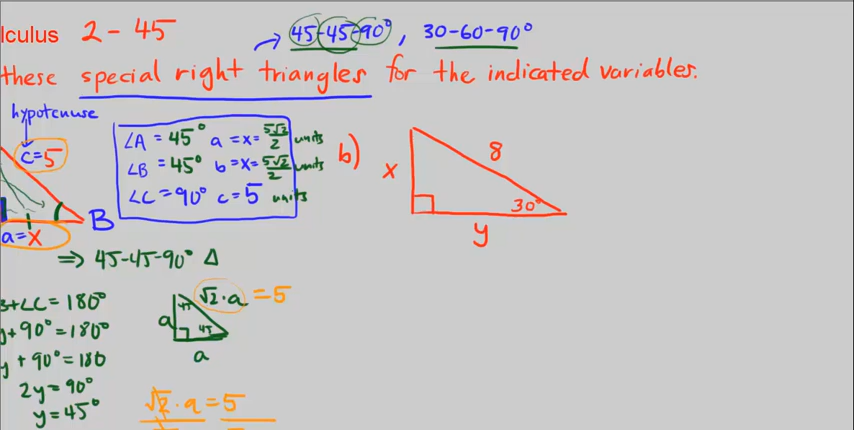 lculus 2-45
45-45-90°, 30-60-90°
these special right triangles for the indicated variables.
hypotenuse
c=5
a=x
B
∠A = 45° a = x = 5√2/2 units
∠B = 45° b = x = 5√2/2 units
∠C = 90° c = 5 units
b)
x
8
30°
y
⇒ 45-45-90° Δ
B+∠C = 180°
y+90°=180°
y+90°=180
2y=90°
y=45°
√2·a = 5
45
a
45
a
√2·a = 5